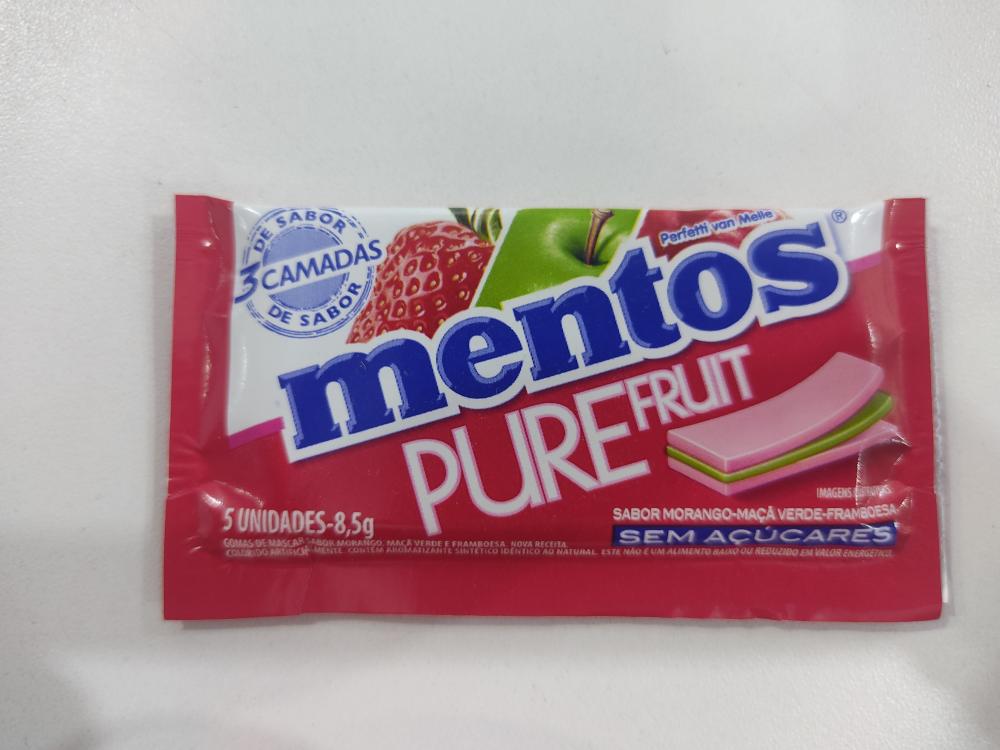 DE SABOR
3 CAMADAS
DE SABOR
Perfetti van Melle
mentos®
PURE FRUIT
IMAGENS
5 UNIDADES-8,5g
SABOR MORANGO-MAÇÃ VERDE-FRAMBOESA
SEM AÇÚCARES
GOMAS DE MASCAR SABOR MORANGO, MAÇÃ VERDE E FRAMBOESA. NOVA RECEITA.
COLORIDO ARTIFICIALMENTE. CONTÉM AROMATIZANTE SINTÉTICO IDÊNTICO AO NATURAL. ESTE NÃO É UM ALIMENTO BAIXO OU REDUZIDO EM VALOR ENERGÉTICO.